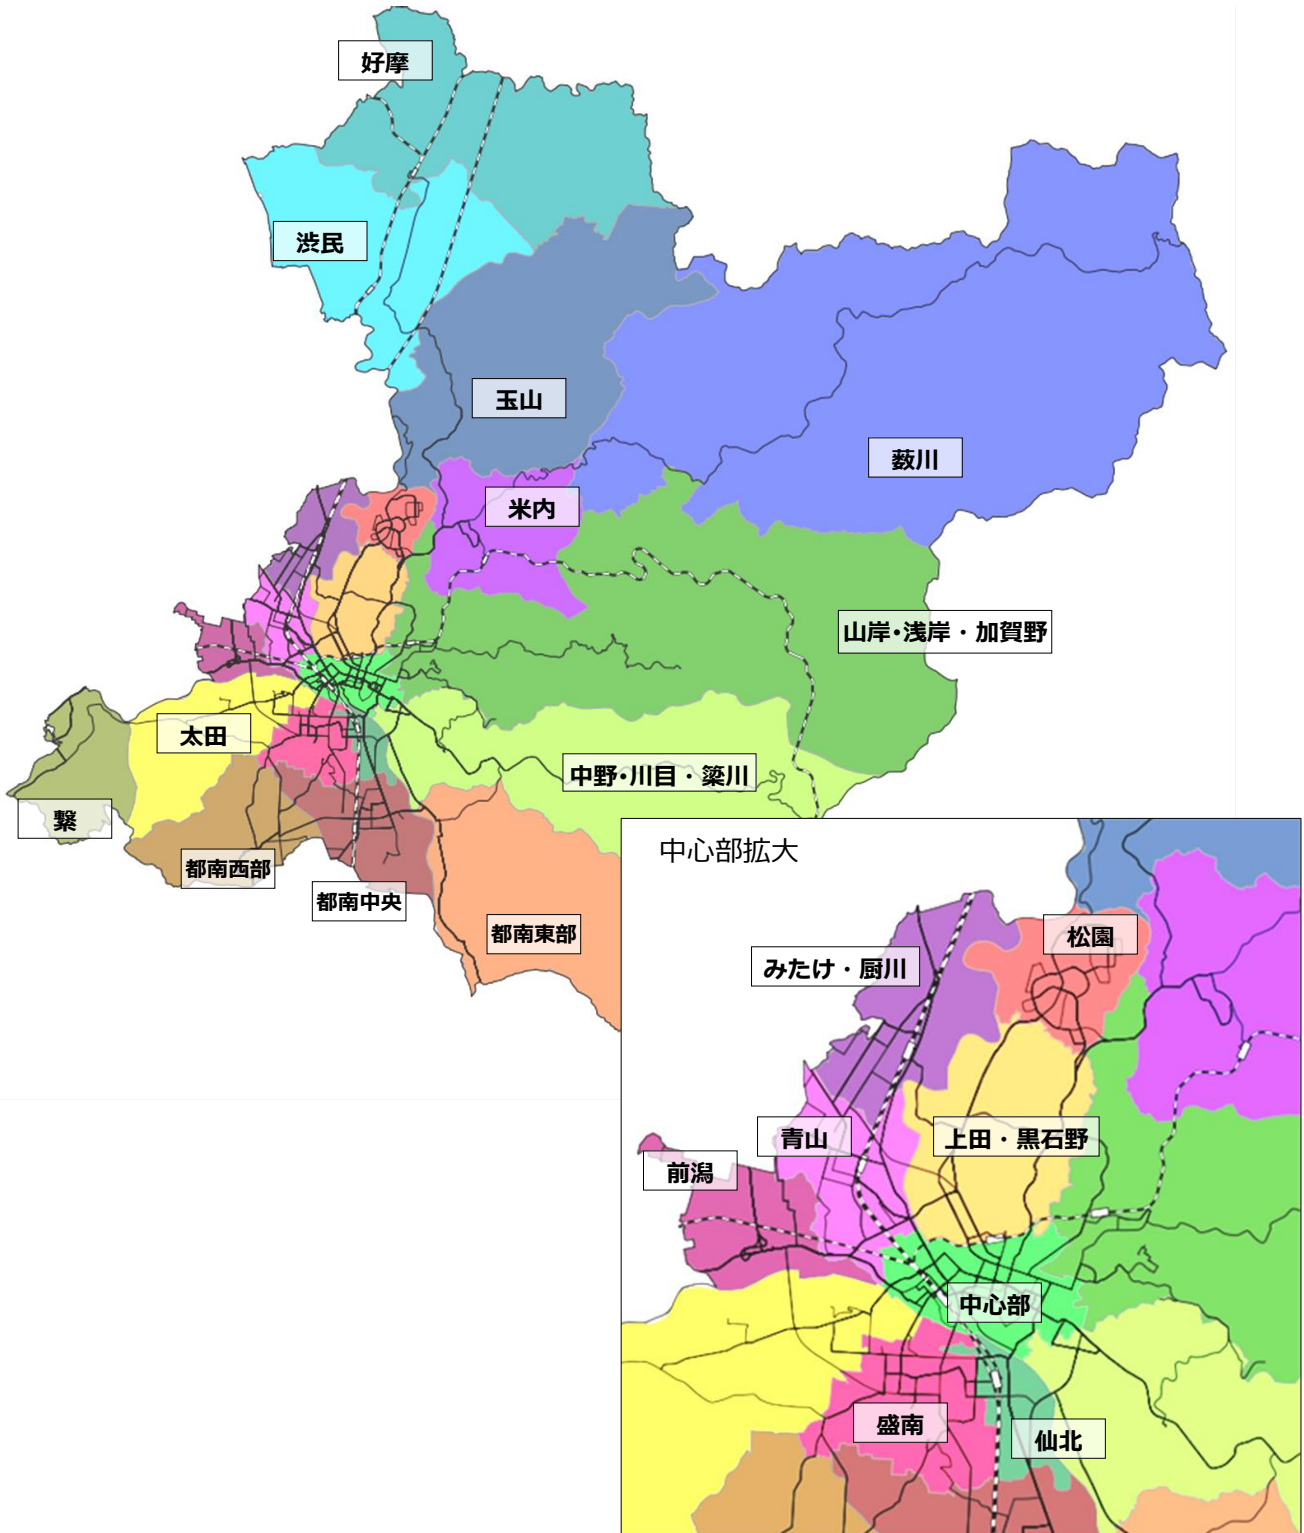 好摩
渋民
玉山
薮川
米内
山岸・浅岸・加賀野
太田
中野・川目・簗川
繋
都南西部
都南中央
都南東部
中心部拡大
松園
みたけ・厨川
青山
上田・黒石野
前潟
中心部
盛南
仙北